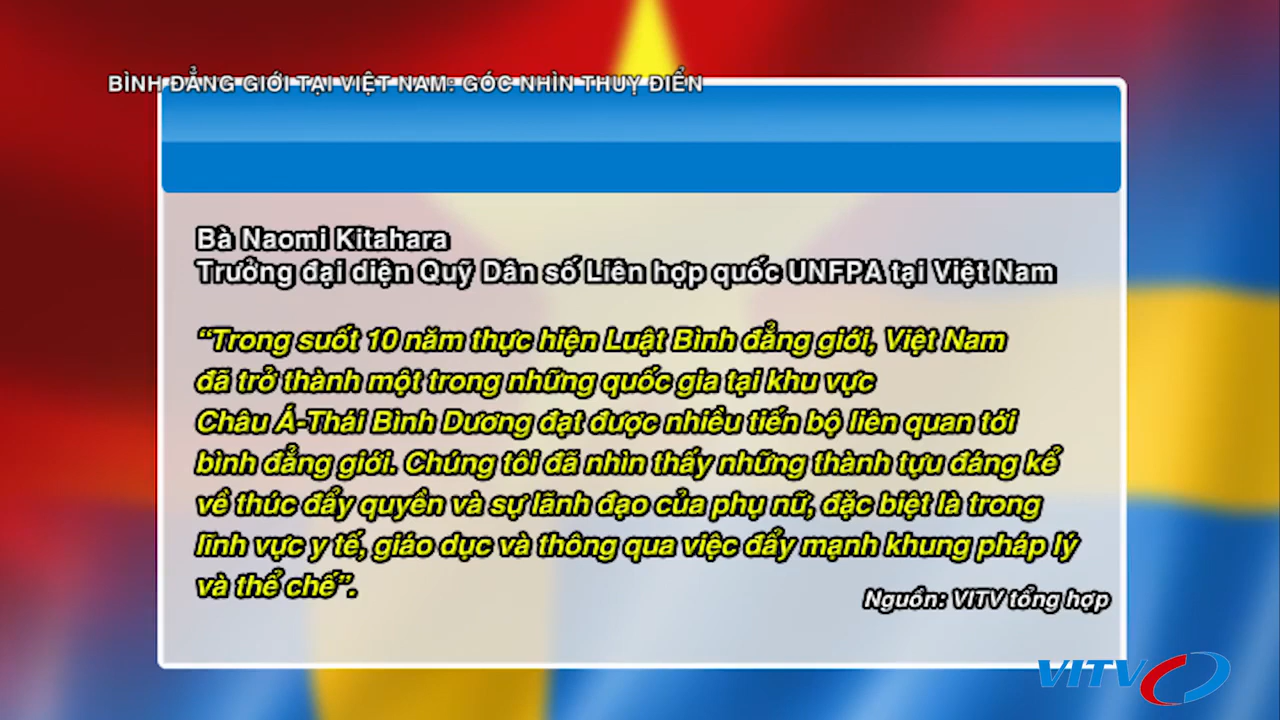 BÌNH ĐẲNG GIỚI TẠI VIỆT NAM: GÓC NHÌN THUỴ ĐIỂN
Bà Naomi Kitahara
Trưởng đại diện Quỹ Dân số Liên hợp quốc UNFPA tại Việt Nam
“Trong suốt 10 năm thực hiện Luật Bình đẳng giới, Việt Nam
đã trở thành một trong những quốc gia tại khu vực
Châu Á-Thái Bình Dương đạt được nhiều tiến bộ liên quan tới
bình đẳng giới. Chúng tôi đã nhìn thấy những thành tựu đáng kể
về thúc đẩy quyền và sự lãnh đạo của phụ nữ, đặc biệt là trong
lĩnh vực y tế, giáo dục và thông qua việc đẩy mạnh khung pháp lý
và thể chế”.
Nguồn: VITV tổng hợp
VITV